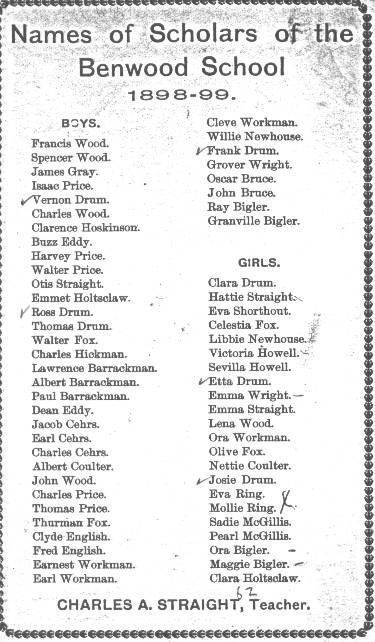 Names of Scholars of the
Benwood School
1898-99.
BOYS.
Francis Wood.
Spencer Wood.
James Gray.
Isaac Price.
✓Vernon Drum.
Charles Wood.
Clarence Hoskinson.
Buzz Eddy.
Harvey Price.
Walter Price.
Otis Straight.
Emmet Holtsclaw.
✓Ross Drum.
Thomas Drum.
Walter Fox.
Charles Hickman.
Lawrence Barrackman.
Albert Barrackman.
Paul Barrackman.
Dean Eddy.
Jacob Cehrs.
Earl Cehrs.
Charles Cehrs.
Albert Coulter.
John Wood.
Charles Price.
Thomas Price.
Thurman Fox.
Clyde English.
Fred English.
Earnest Workman.
Earl Workman.
Cleve Workman.
Willie Newhouse.
✓Frank Drum.
Grover Wright.
Oscar Bruce.
John Bruce.
Ray Bigler.
Granville Bigler.
GIRLS.
Clara Drum.
Hattie Straight.
Eva Shorthout.
Celestia Fox.
Libbie Newhouse.
Victoria Howell.
Sevilla Howell.
✓Etta Drum.
Emma Wright.
Emma Straight.
Lena Wood.
Ora Workman.
Olive Fox.
Nettie Coulter.
✓Josie Drum.
Eva Ring.
Mollie Ring.
Sadie McGillis.
Pearl McGillis.
Ora Bigler.
Maggie Bigler.
Clara Holtsclaw.
62
CHARLES A. STRAIGHT, Teacher.